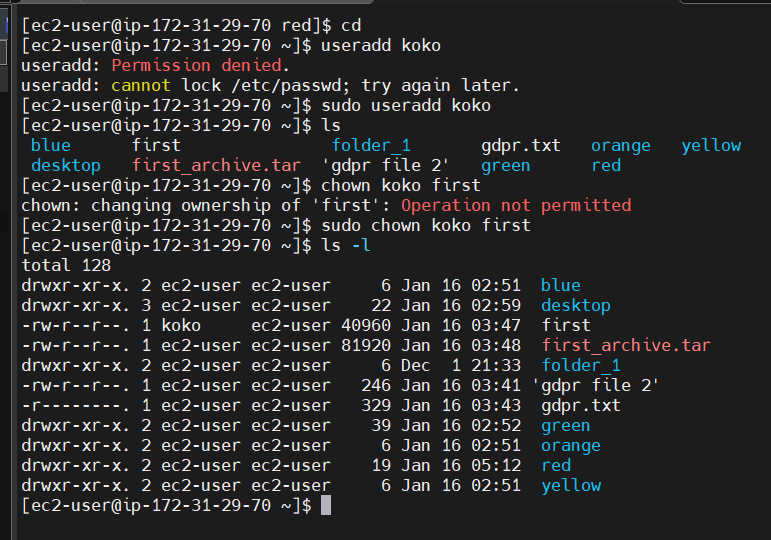 [ec2-user@ip-172-31-29-70 red]$ cd
[ec2-user@ip-172-31-29-70 ~]$ useradd koko
useradd: Permission denied.
useradd: cannot lock /etc/passwd; try again later.
[ec2-user@ip-172-31-29-70 ~]$ sudo useradd koko
[ec2-user@ip-172-31-29-70 ~]$ ls
 blue      first               folder_1       gdpr.txt   orange   yellow
 desktop   first_archive.tar  'gdpr file 2'   green      red
[ec2-user@ip-172-31-29-70 ~]$ chown koko first
chown: changing ownership of 'first': Operation not permitted
[ec2-user@ip-172-31-29-70 ~]$ sudo chown koko first
[ec2-user@ip-172-31-29-70 ~]$ ls -l
total 128
drwxr-xr-x. 2 ec2-user ec2-user     6 Jan 16 02:51  blue
drwxr-xr-x. 3 ec2-user ec2-user    22 Jan 16 02:59  desktop
-rw-r--r--. 1 koko     ec2-user 40960 Jan 16 03:47  first
-rw-r--r--. 1 ec2-user ec2-user 81920 Jan 16 03:48  first_archive.tar
drwxr-xr-x. 2 ec2-user ec2-user     6 Dec  1 21:33  folder_1
-rw-r--r--. 1 ec2-user ec2-user   246 Jan 16 03:41 'gdpr file 2'
-r--------. 1 ec2-user ec2-user   329 Jan 16 03:43  gdpr.txt
drwxr-xr-x. 2 ec2-user ec2-user    39 Jan 16 02:52  green
drwxr-xr-x. 2 ec2-user ec2-user     6 Jan 16 02:51  orange
drwxr-xr-x. 2 ec2-user ec2-user    19 Jan 16 05:12  red
drwxr-xr-x. 2 ec2-user ec2-user     6 Jan 16 02:51  yellow
[ec2-user@ip-172-31-29-70 ~]$